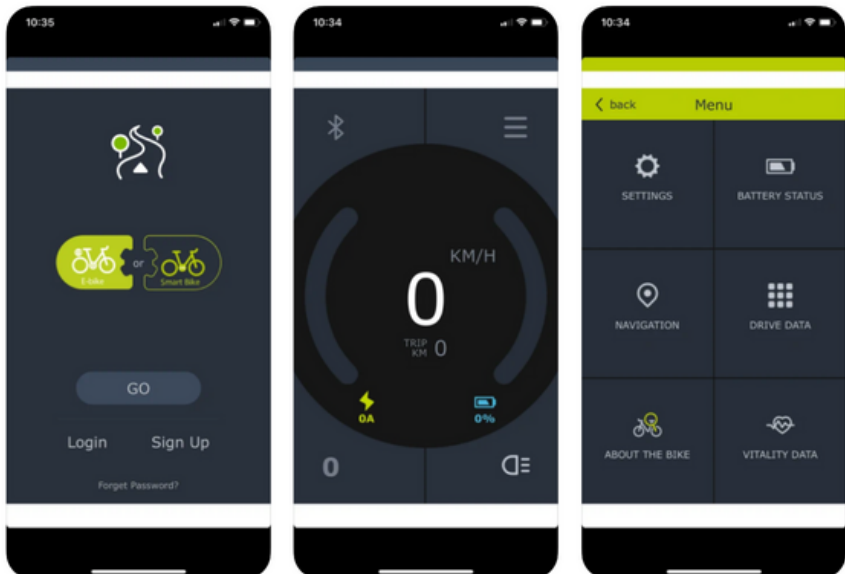 10:35
E-bike
or
Smart Bike
GO
Login Sign Up
Forget Password?
10:34
KM/H
0
TRIP
KM 0
0A
0%
0
10:34
back Menu
SETTINGS
BATTERY STATUS
NAVIGATION
DRIVE DATA
ABOUT THE BIKE
VITALITY DATA